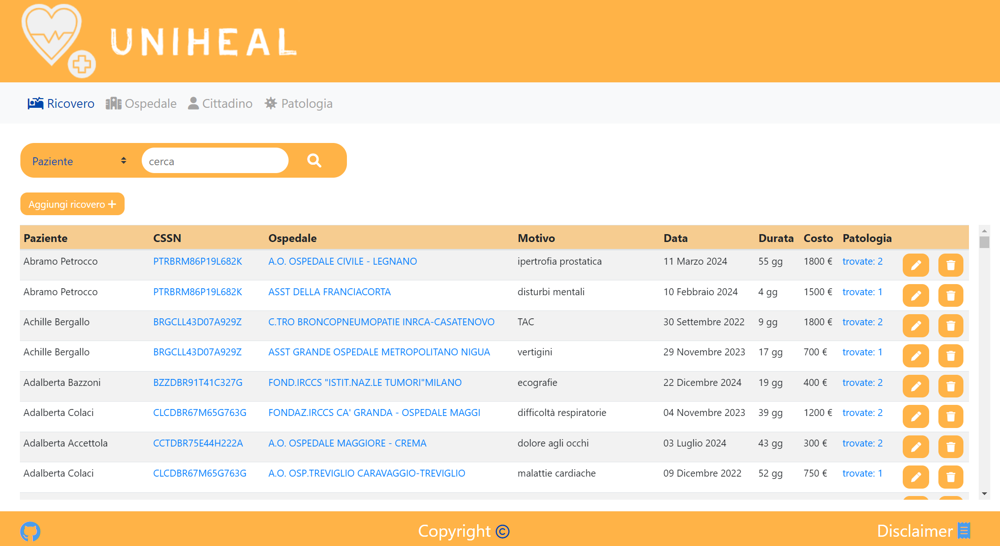 UNIHEAL
Ricovero Ospedale Cittadino Patologia
Paziente cerca
Aggiungi ricovero +
Paziente CSSN Ospedale Motivo Data Durata Costo Patologia
Abramo Petrocco PTRBRM86P19L682K A.O. OSPEDALE CIVILE - LEGNANO ipertrofia prostatica 11 Marzo 2024 55 gg 1800 € trovate: 2
Abramo Petrocco PTRBRM86P19L682K ASST DELLA FRANCIACORTA disturbi mentali 10 Febbraio 2024 4 gg 1500 € trovate: 1
Achille Bergallo BRGCLL43D07A929Z C.TRO BRONCOPNEUMOPATIE INRCA-CASATENOVO TAC 30 Settembre 2022 9 gg 1800 € trovate: 2
Achille Bergallo BRGCLL43D07A929Z ASST GRANDE OSPEDALE METROPOLITANO NIGUA vertigini 29 Novembre 2023 17 gg 700 € trovate: 1
Adalberta Bazzoni BZZDBR91T41C327G FOND.IRCCS "ISTIT.NAZ.LE TUMORI"MILANO ecografie 22 Dicembre 2024 19 gg 400 € trovate: 2
Adalberta Colaci CLCDBR67M65G763G FONDAZ.IRCCS CA' GRANDA - OSPEDALE MAGGI difficoltà respiratorie 04 Novembre 2023 39 gg 1200 € trovate: 2
Adalberta Accettola CCTDBR75E44H222A A.O. OSPEDALE MAGGIORE - CREMA dolore agli occhi 03 Luglio 2024 43 gg 300 € trovate: 2
Adalberta Colaci CLCDBR67M65G763G A.O. OSP.TREVIGLIO CARAVAGGIO-TREVIGLIO malattie cardiache 09 Dicembre 2022 52 gg 750 € trovate: 1
Copyright © Disclaimer